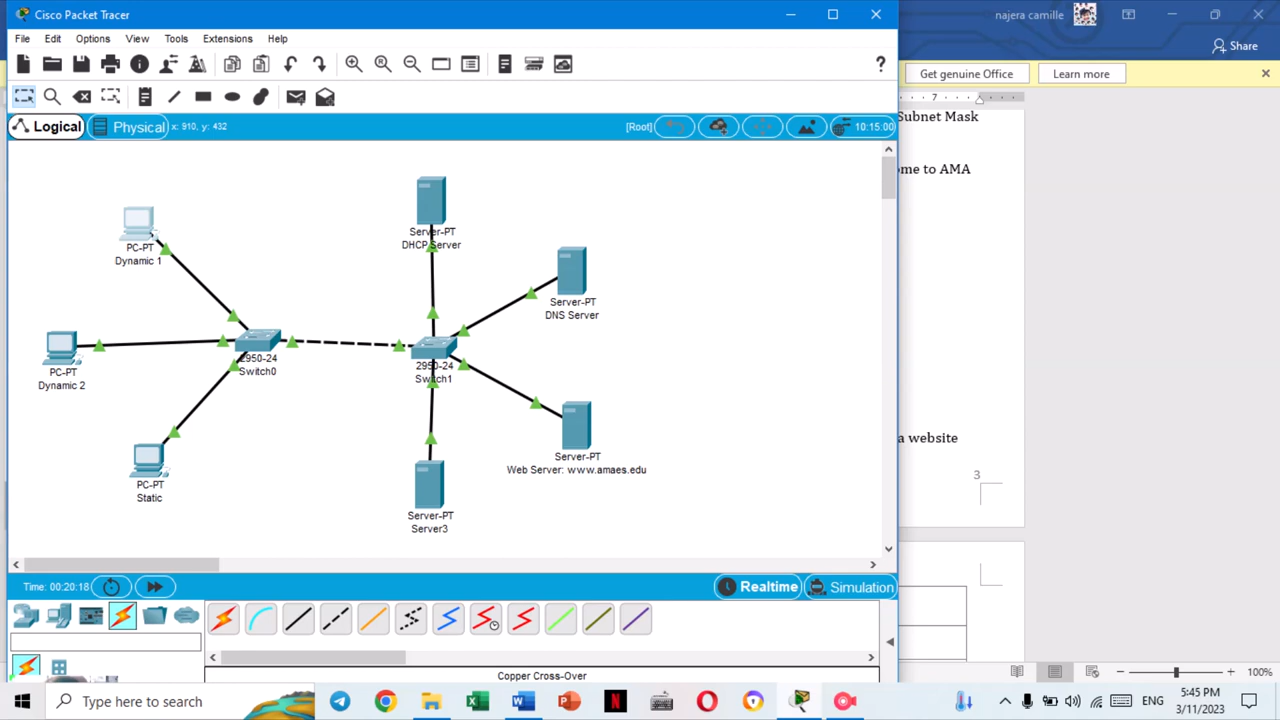 Cisco Packet Tracer
najera camille
File Edit Options View Tools Extensions Help
Share
Get genuine Office
Learn more
Logical
Physical
x: 910, y: 432
[Root]
10:15:00
7
Subnet Mask
ome to AMA
Server-PT
DHCP Server
PC-PT
Dynamic 1
Server-PT
DNS Server
PC-PT
Dynamic 2
2950-24
Switch0
2950-24
Switch1
a website
Server-PT
Web Server: www.amaes.edu
PC-PT
Static
3
Server-PT
Server3
Time: 00:20:18
Realtime
Simulation
Copper Cross-Over
100%
Type here to search
ENG
5:45 PM
3/11/2023